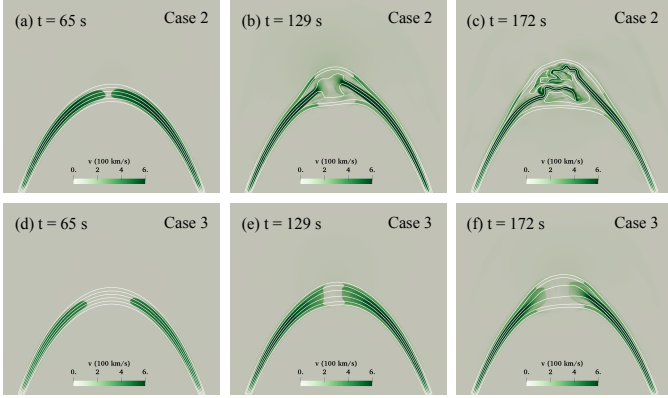 (a) t = 65 s Case 2
v (100 km/s)
0. 2 4 6.
(b) t = 129 s Case 2
v (100 km/s)
0. 2 4 6.
(c) t = 172 s Case 2
v (100 km/s)
0. 2 4 6.
(d) t = 65 s Case 3
v (100 km/s)
0. 2 4 6.
(e) t = 129 s Case 3
v (100 km/s)
0. 2 4 6.
(f) t = 172 s Case 3
v (100 km/s)
0. 2 4 6.